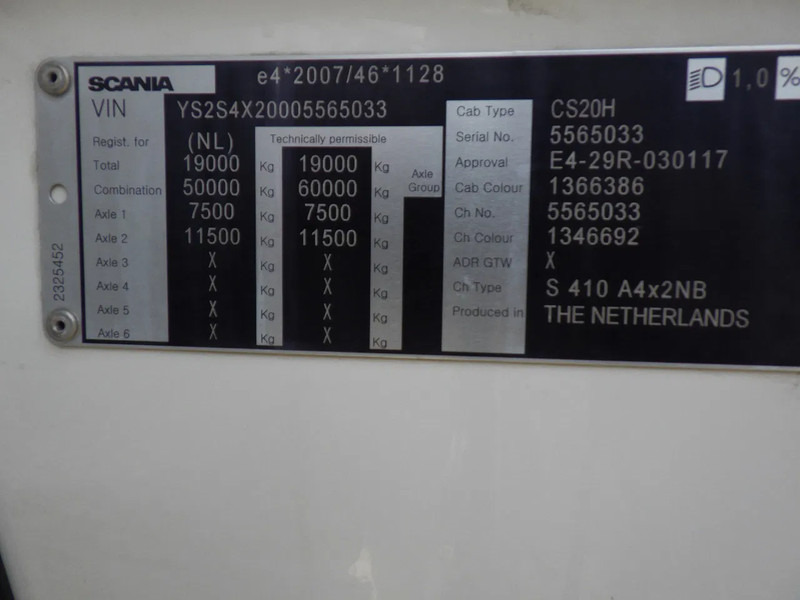 SCANIA e4*2007/46*1128 1,0 %
VIN YS2S4X20005565033 Cab Type CS20H
Regist. for (NL) Technically permissible Serial No. 5565033
Total 19000 Kg 19000 Kg Axle Group Approval E4-29R-030117
Combination 50000 Kg 60000 Kg Cab Colour 1366386
Axle 1 7500 Kg 7500 Kg Ch No. 5565033
Axle 2 11500 Kg 11500 Kg Ch Colour 1346692
Axle 3 X Kg X Kg ADR GTW X
Axle 4 X Kg X Kg Ch Type S 410 A4x2NB
Axle 5 X Kg X Kg Produced in THE NETHERLANDS
Axle 6 X Kg X Kg
2325452